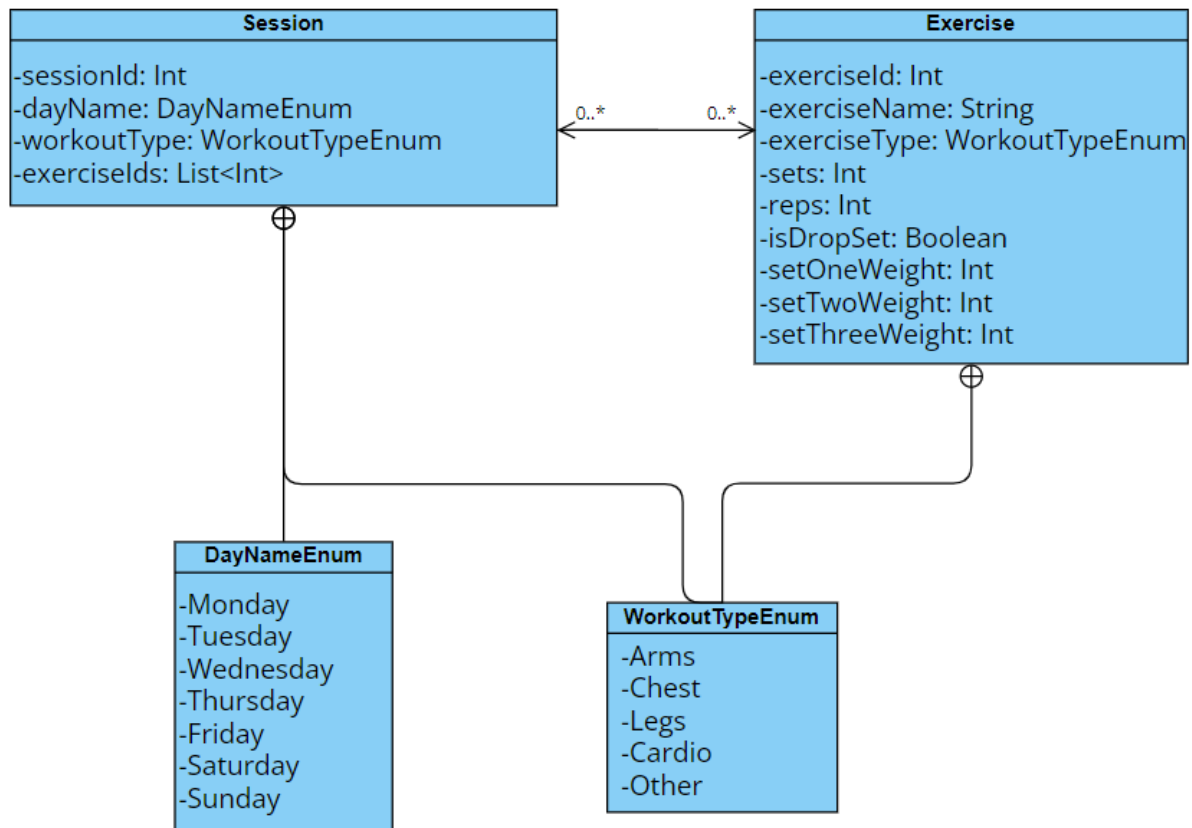 Session
-sessionId: Int
-dayName: DayNameEnum
-workoutType: WorkoutTypeEnum
-exerciseIds: List<Int>
0..*
0..*
Exercise
-exerciseId: Int
-exerciseName: String
-exerciseType: WorkoutTypeEnum
-sets: Int
-reps: Int
-isDropSet: Boolean
-setOneWeight: Int
-setTwoWeight: Int
-setThreeWeight: Int
DayNameEnum
-Monday
-Tuesday
-Wednesday
-Thursday
-Friday
-Saturday
-Sunday
WorkoutTypeEnum
-Arms
-Chest
-Legs
-Cardio
-Other